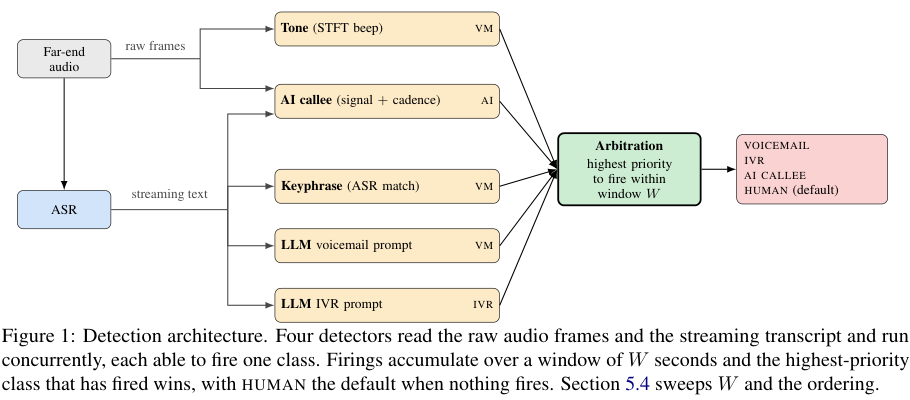 Far-end
audio
raw frames
Tone (STFT beep) VM
AI callee (signal + cadence) AI
ASR
streaming text
Keyphrase (ASR match) VM
LLM voicemail prompt VM
LLM IVR prompt IVR
Arbitration
highest priority
to fire within
window W
VOICEMAIL
IVR
AI CALLEE
HUMAN (default)
Figure 1: Detection architecture. Four detectors read the raw audio frames and the streaming transcript and run
concurrently, each able to fire one class. Firings accumulate over a window of W seconds and the highest-priority
class that has fired wins, with HUMAN the default when nothing fires. Section 5.4 sweeps W and the ordering.